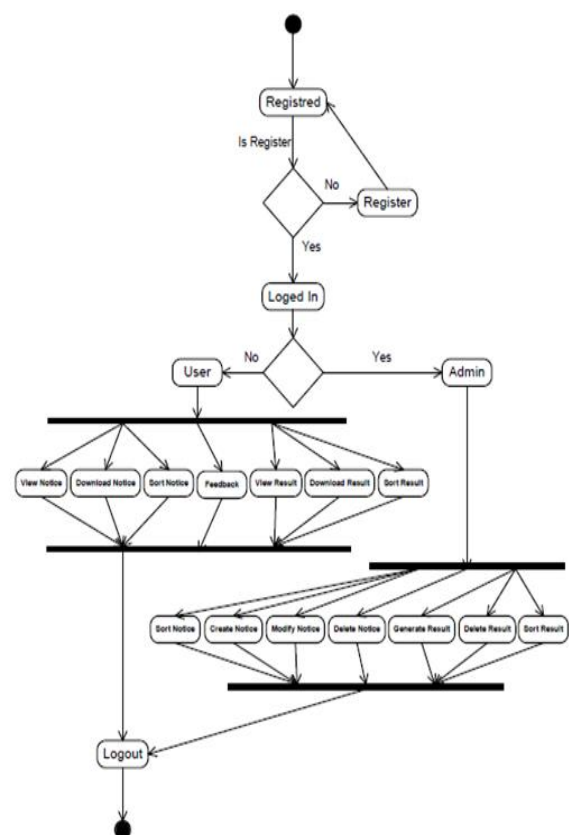 Registred
Is Register
No
Register
Yes
Loged In
No
Yes
User
Admin
View Notice
Download Notice
Sort Notice
Feedback
View Result
Download Result
Sort Result
Sort Notice
Create Notice
Modify Notice
Delete Notice
Generate Result
Delete Result
Sort Result
Logout